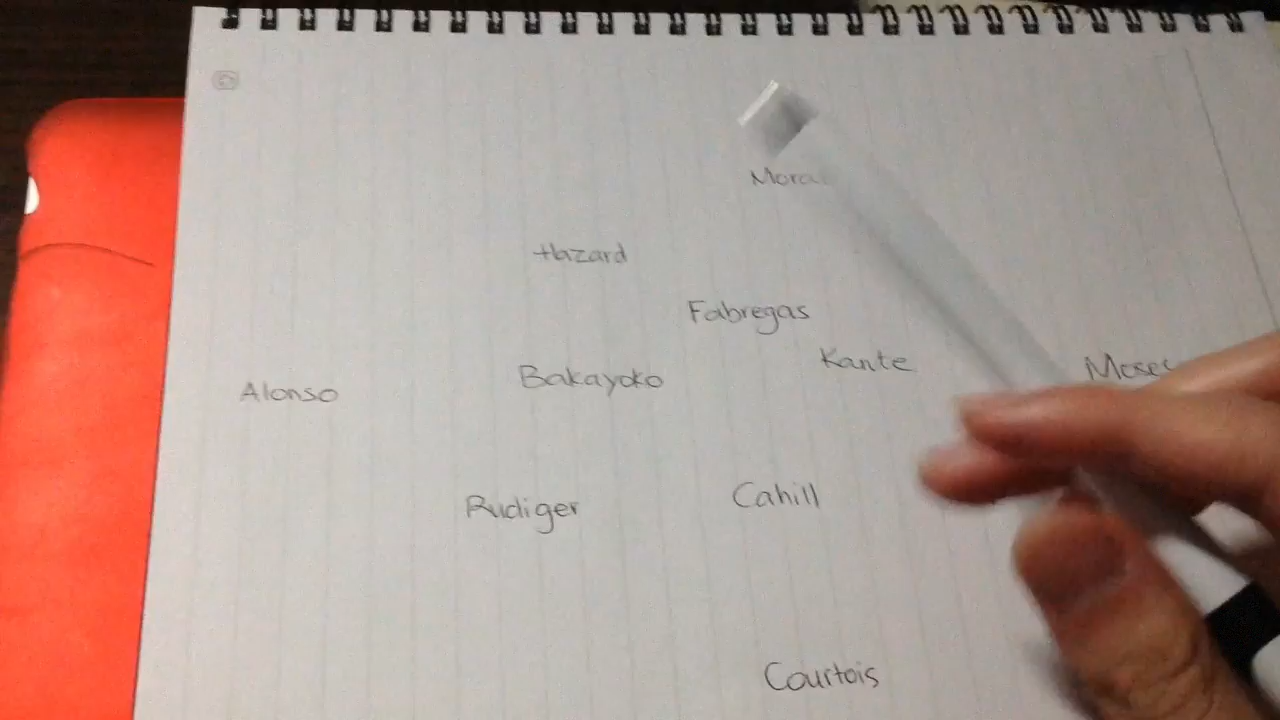 Hazard
Fabregas
Kante
Bakayoko
Alonso
Cahill
Rudiger
Courtois